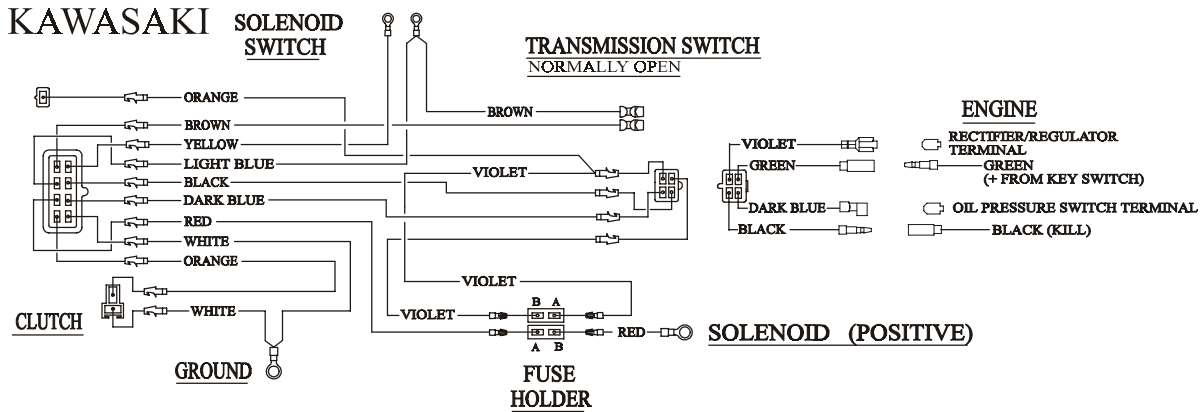 KAWASAKI
SOLENOID
SWITCH
TRANSMISSION SWITCH
NORMALLY OPEN
ORANGE
BROWN
BROWN
YELLOW
LIGHT BLUE
BLACK
DARK BLUE
RED
WHITE
ORANGE
WHITE
CLUTCH
GROUND
VIOLET
VIOLET
VIOLET
B A
A B
RED
FUSE
HOLDER
SOLENOID (POSITIVE)
ENGINE
VIOLET
RECTIFIER/REGULATOR
TERMINAL
GREEN
GREEN
(+ FROM KEY SWITCH)
DARK BLUE
OIL PRESSURE SWITCH TERMINAL
BLACK
BLACK (KILL)